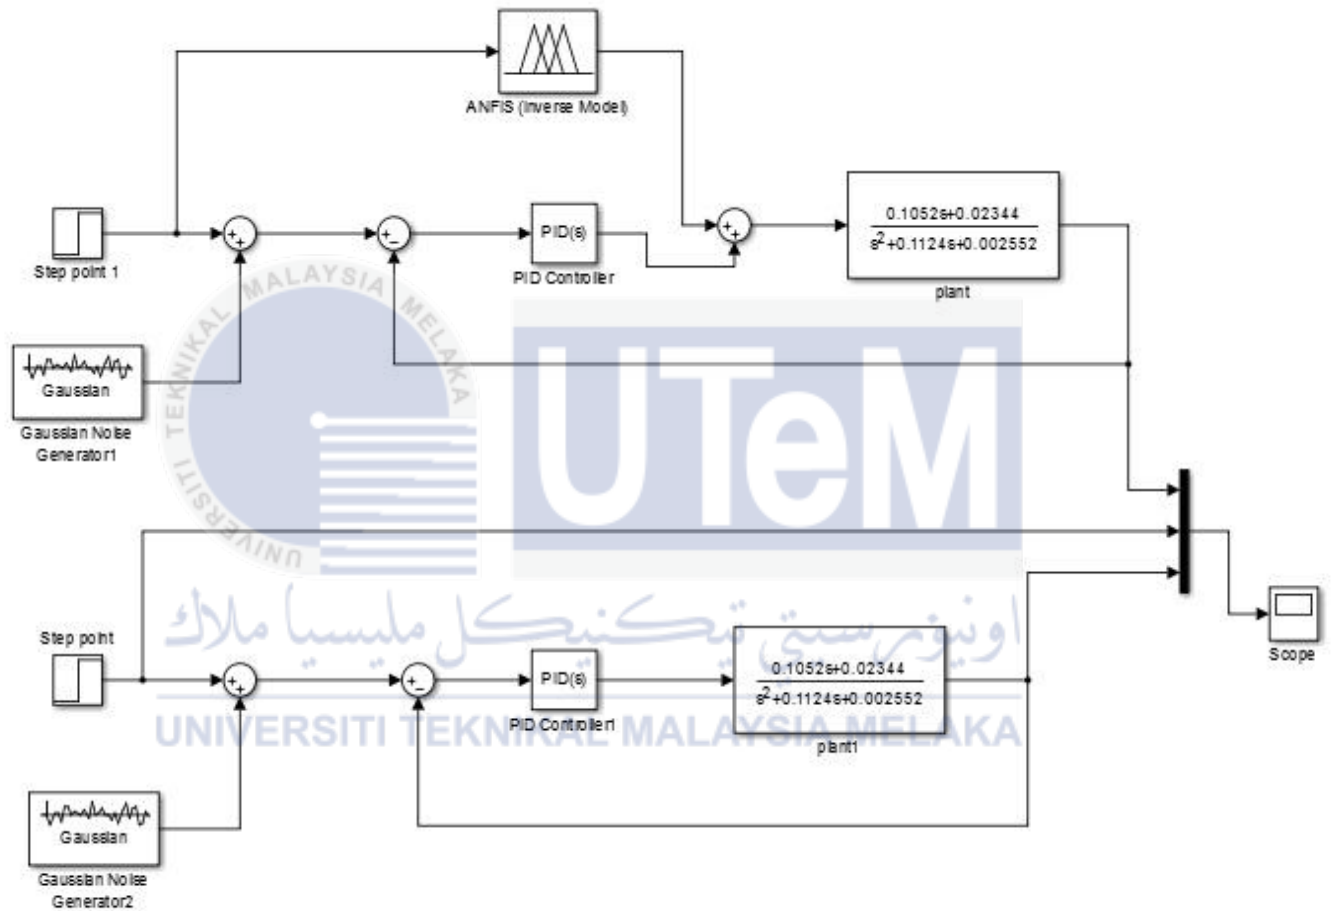 ANFIS (Inverse Model)
Step point 1
PID(s)
PID Controller
0.1052s+0.02344
s²+0.1124s+0.002552
plant
Gaussian
Gaussian Noise
Generator1
UNIVERSITI TEKNIKAL MALAYSIA MELAKA
UTeM
اونيۏرسيتي تيكنيكل مليسيا ملاك
UNIVERSITI TEKNIKAL MALAYSIA MELAKA
Scope
Step point
PID(s)
PID Controller1
0.1052s+0.02344
s²+0.1124s+0.002552
plant1
Gaussian
Gaussian Noise
Generator2